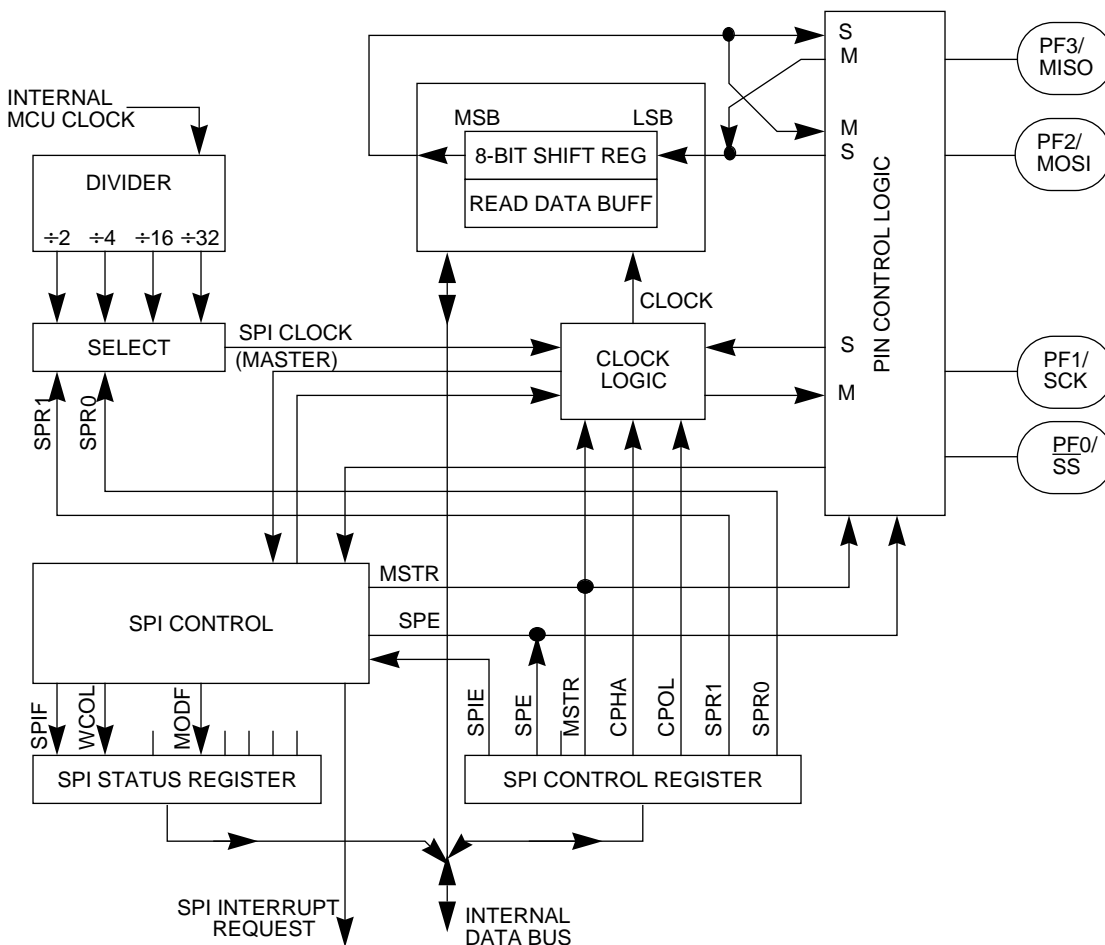 S
M
PF3/
MISO
INTERNAL
MCU CLOCK
MSB
LSB
M
S
PF2/
MOSI
8-BIT SHIFT REG
READ DATA BUFF
DIVIDER
÷2 ÷4 ÷16 ÷32
PIN CONTROL LOGIC
CLOCK
SELECT
SPI CLOCK
(MASTER)
CLOCK
LOGIC
S
M
PF1/
SCK
SPR1
SPR0
PF0/
SS
MSTR
SPI CONTROL
SPE
SPIF
WCOL
MODF
SPIE
SPE
MSTR
CPHA
CPOL
SPR1
SPR0
SPI STATUS REGISTER
SPI CONTROL REGISTER
SPI INTERRUPT
REQUEST
INTERNAL
DATA BUS